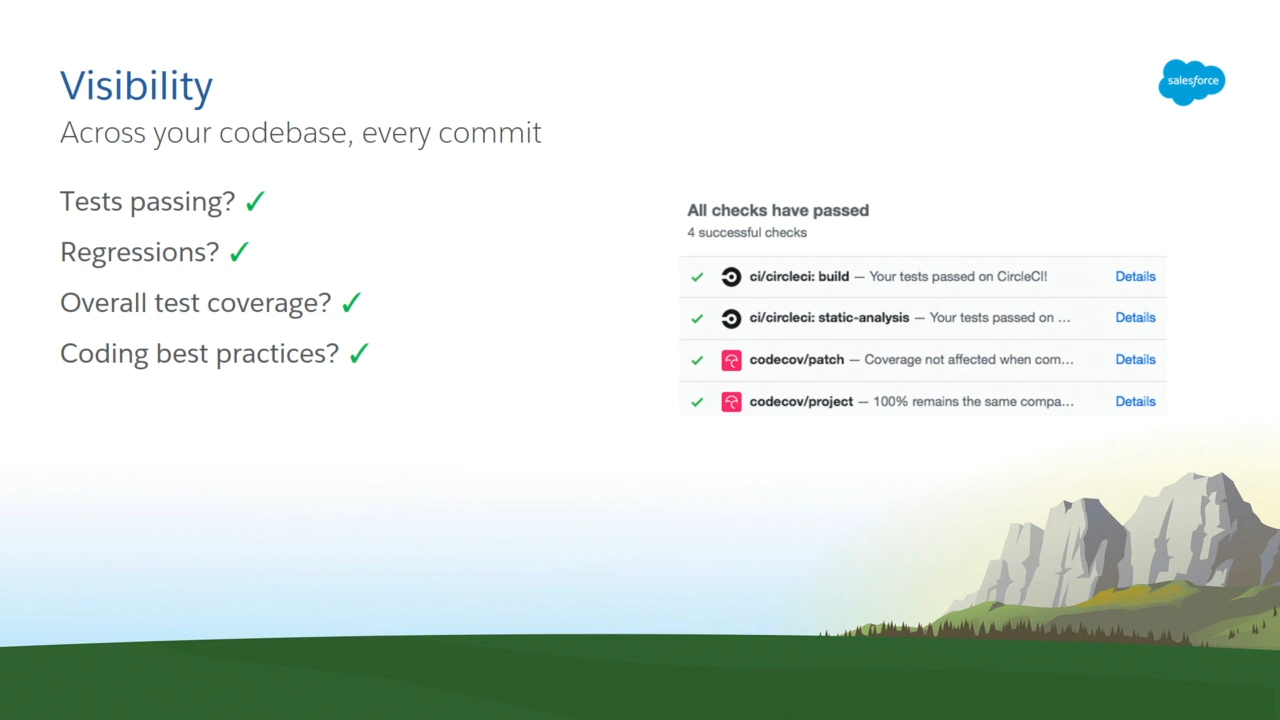 Visibility
Across your codebase, every commit
salesforce
Tests passing? ✓
Regressions? ✓
Overall test coverage? ✓
Coding best practices? ✓
All checks have passed
4 successful checks
ci/circleci: build — Your tests passed on CircleCI! Details
ci/circleci: static-analysis — Your tests passed on ... Details
codecov/patch — Coverage not affected when com... Details
codecov/project — 100% remains the same compa... Details